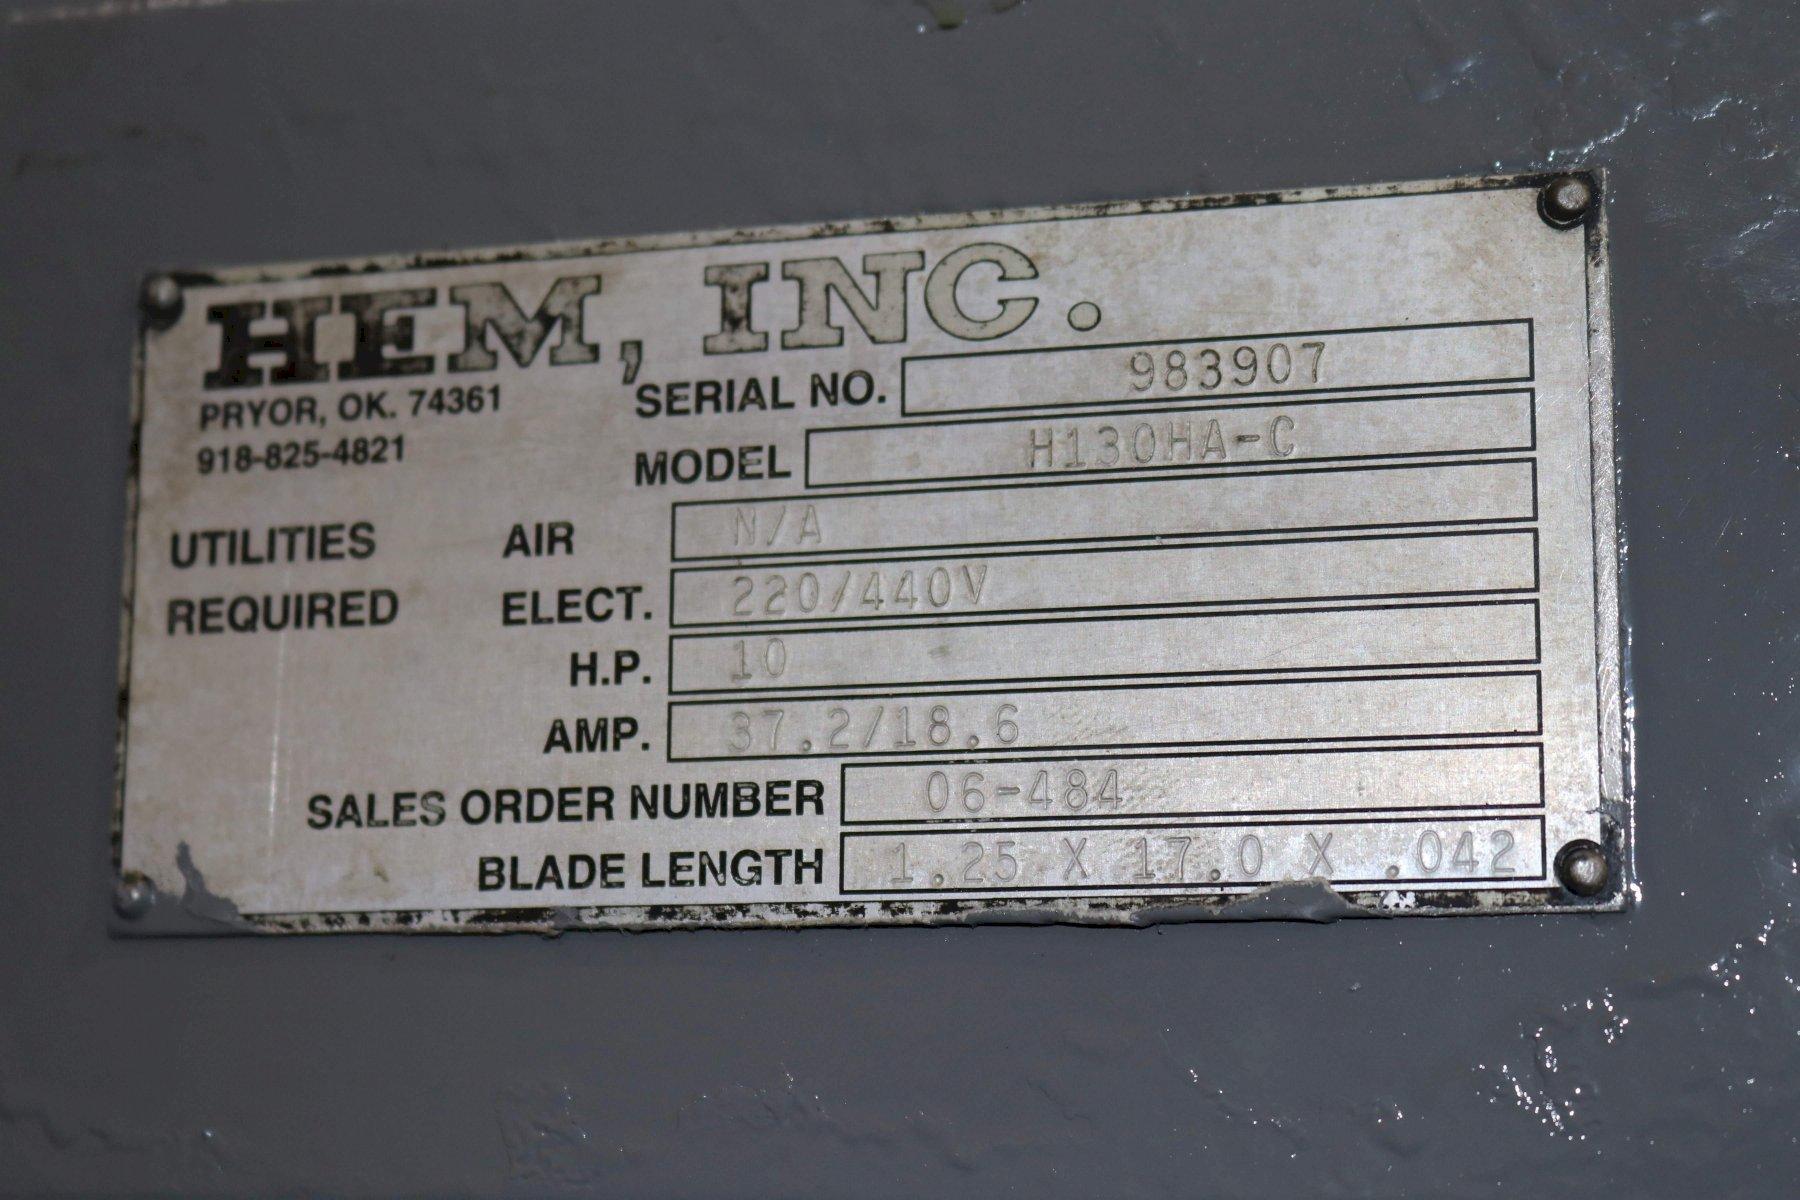 HEM, INC.
PRYOR, OK. 74361
918-825-4821
SERIAL NO. 983907
MODEL H130HA-C
UTILITIES AIR N/A
REQUIRED ELECT. 220/440V
H.P. 10
AMP. 37.2/18.6
SALES ORDER NUMBER 06-484
BLADE LENGTH 1.25 X 17.0 X .042